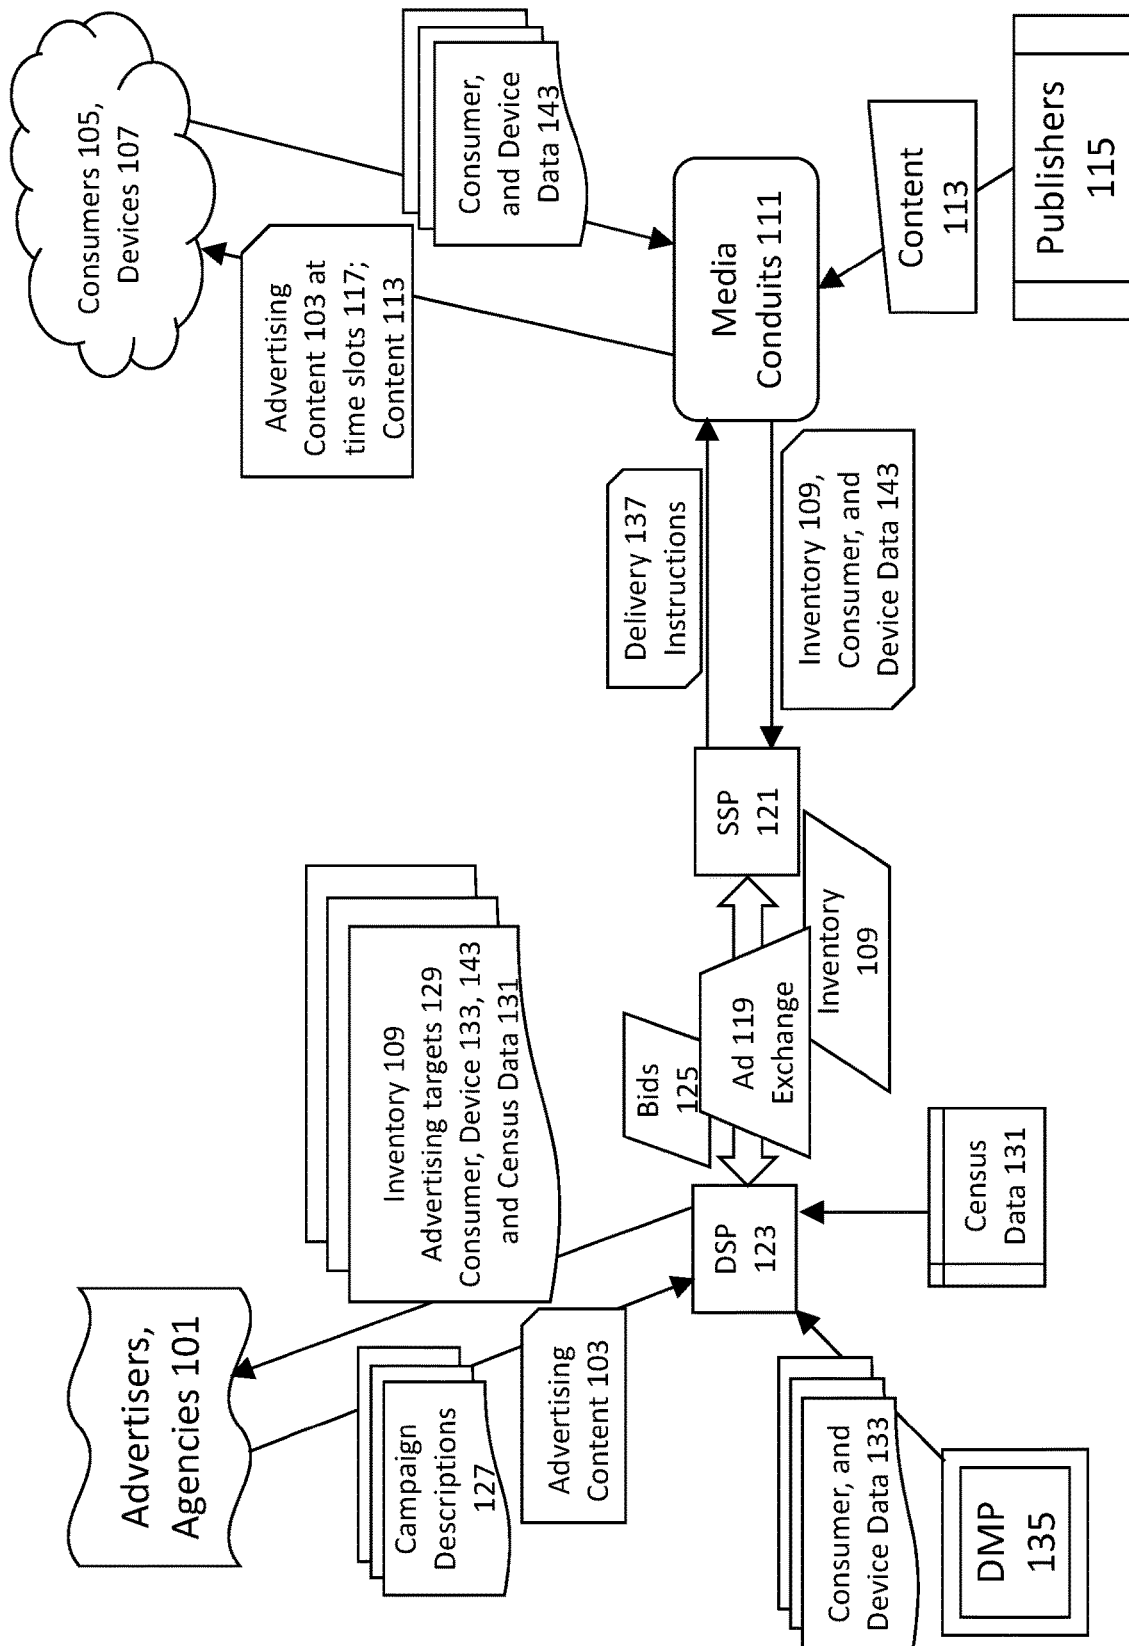 Advertisers,
Agencies 101
Campaign
Descriptions
127
Advertising
Content 103
Inventory 109
Advertising targets 129
Consumer, Device 133, 143
and Census Data 131
Consumers 105,
Devices 107
Advertising
Content 103 at
time slots 117;
Content 113
Consumer,
and Device
Data 143
Consumer, and
Device Data 133
DMP
135
DSP
123
Census
Data 131
Bids
125
Ad 119
Exchange
Inventory
109
SSP
121
Delivery 137
Instructions
Inventory 109,
Consumer, and
Device Data 143
Media
Conduits 111
Content
113
Publishers
115